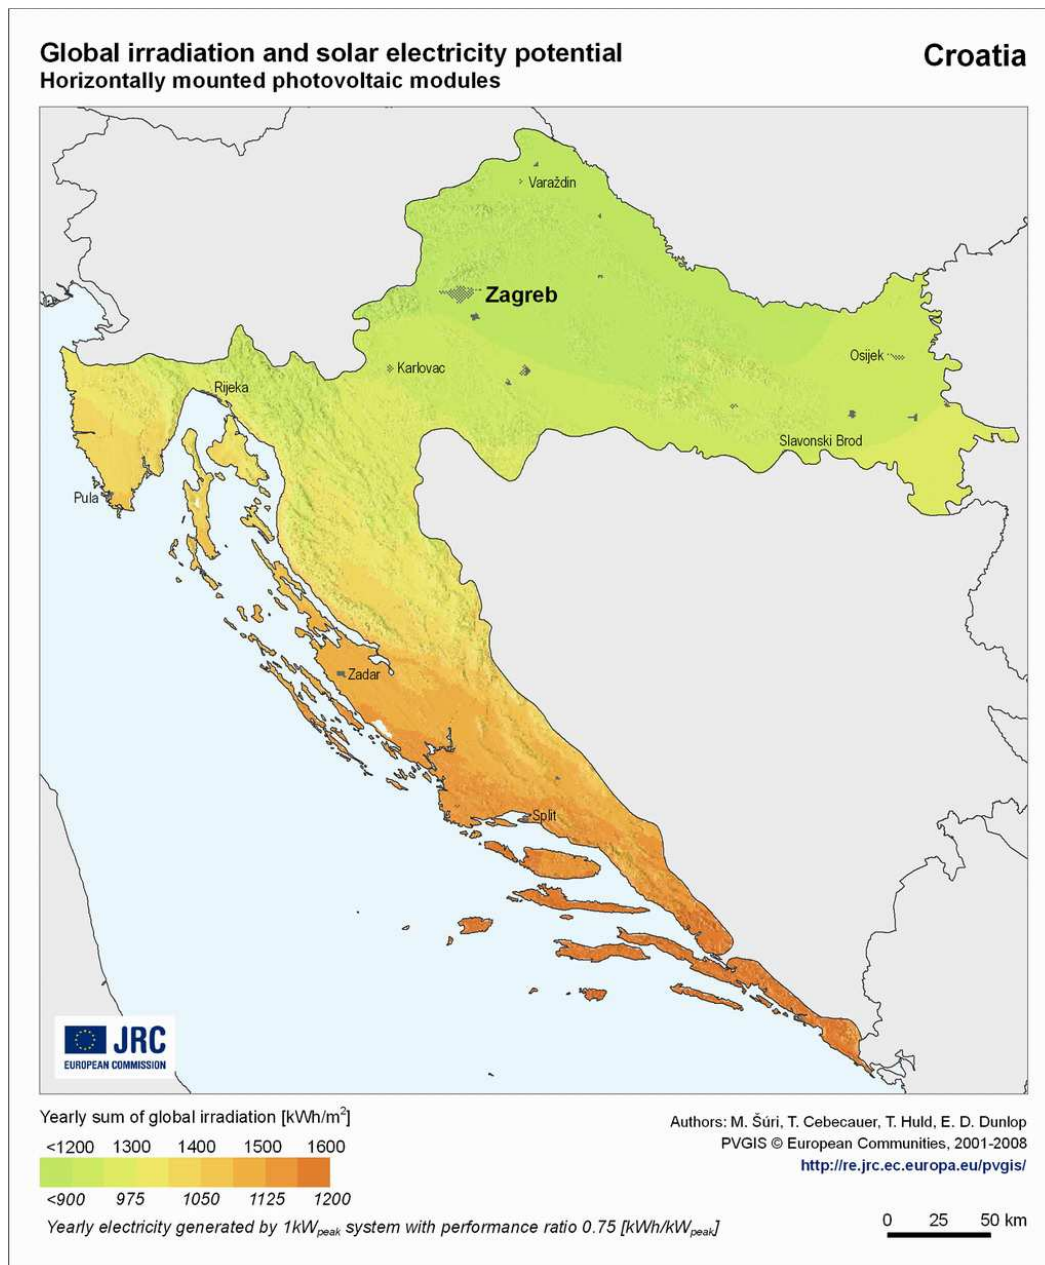 Global irradiation and solar electricity potential
Horizontally mounted photovoltaic modules
Croatia
Varaždin
Zagreb
Osijek
Karlovac
Rijeka
Slavonski Brod
Pula
Zadar
Split
JRC
EUROPEAN COMMISSION
Yearly sum of global irradiation [kWh/m²]
<1200 1300 1400 1500 1600
<900 975 1050 1125 1200
Yearly electricity generated by 1kWpeak system with performance ratio 0.75 [kWh/kWpeak]
Authors: M. Šúri, T. Cebecauer, T. Huld, E. D. Dunlop
PVGIS © European Communities, 2001-2008
http://re.jrc.ec.europa.eu/pvgis/
0 25 50 km